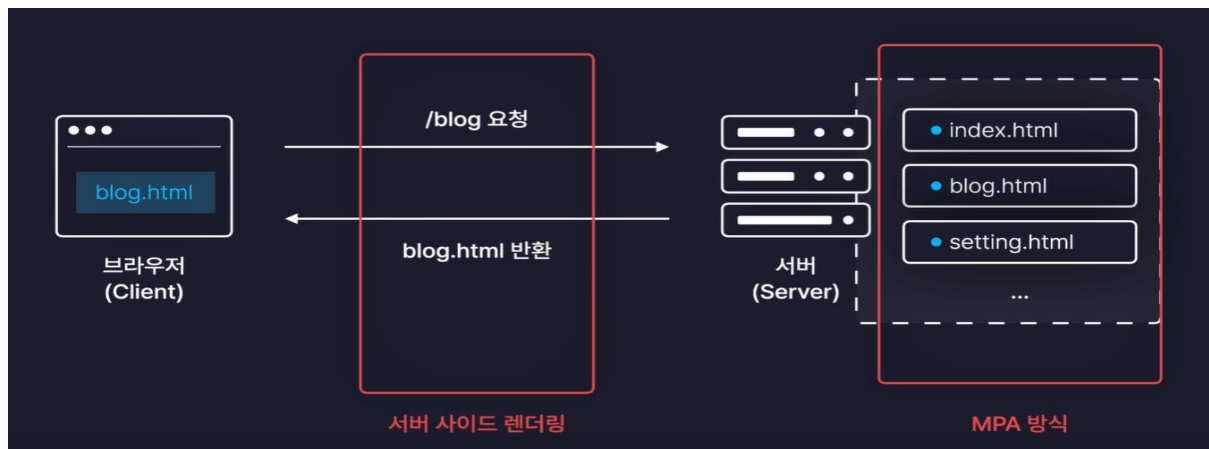 /blog 요청
blog.html
blog.html 반환
브라우저
(Client)
서버
(Server)
index.html
blog.html
setting.html
...
서버 사이드 렌더링
MPA 방식